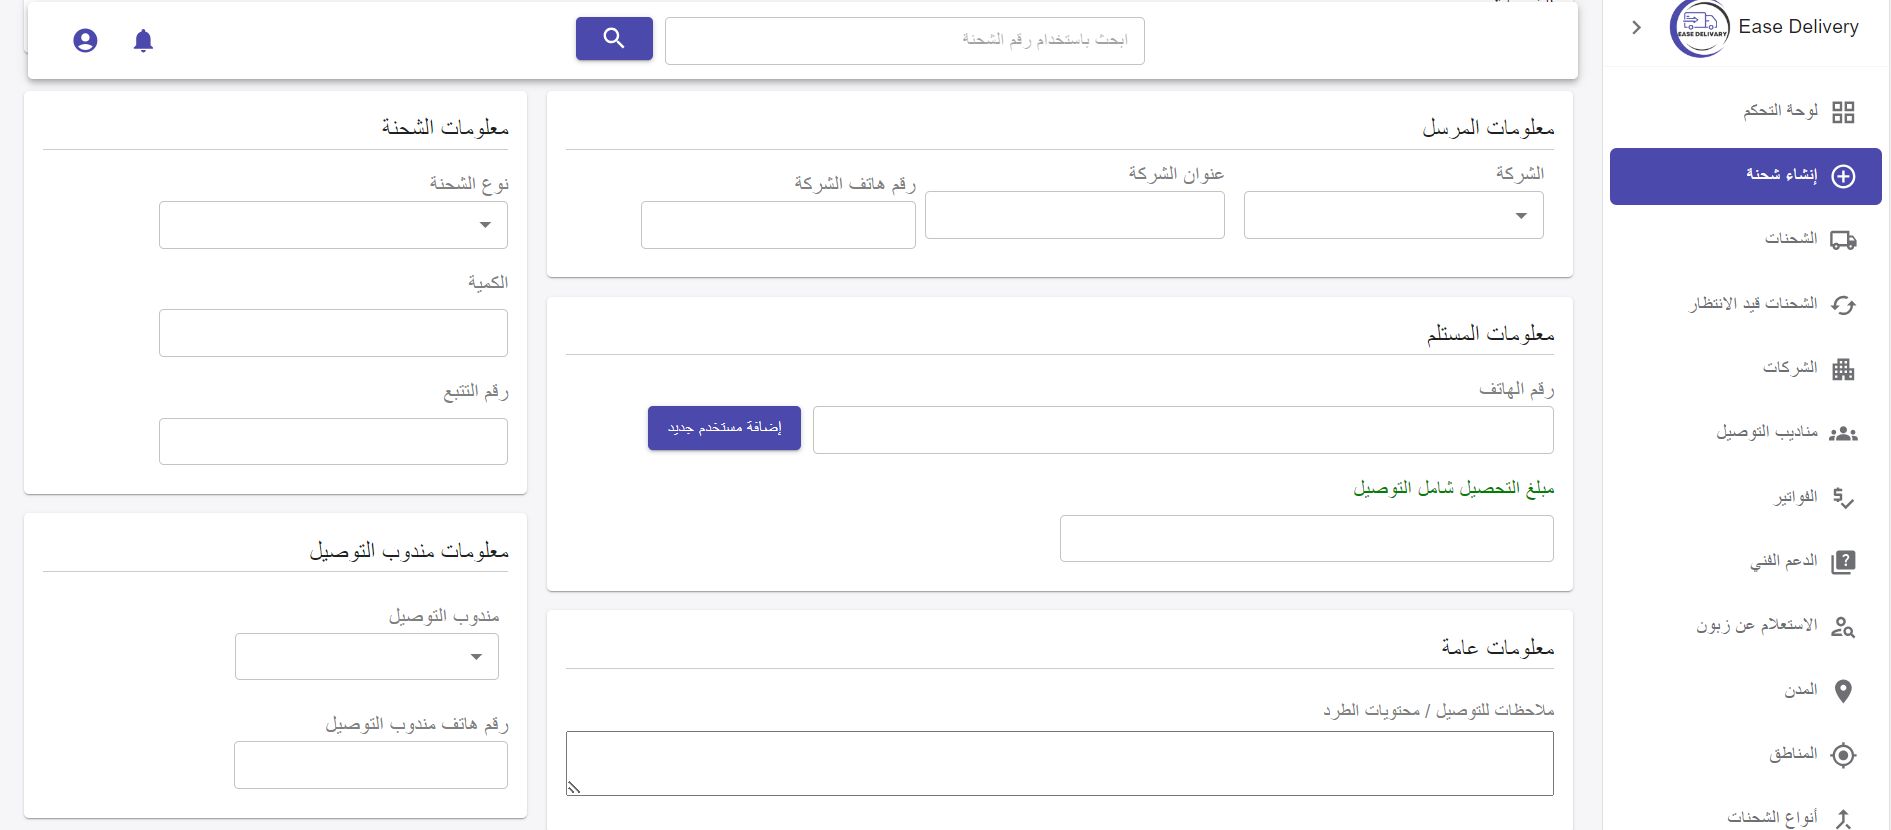 Ease Delivery
EASE DELIVARY
لوحة التحكم
إنشاء شحنة
الشحنات
الشحنات قيد الانتظار
الشركات
مناديب التوصيل
الفواتير
الدعم الفني
الاستعلام عن زبون
المدن
المناطق
أنواع الشحنات
ابحث باستخدام رقم الشحنة
معلومات المرسل
الشركة
عنوان الشركة
رقم هاتف الشركة
معلومات المستلم
رقم الهاتف
إضافة مستخدم جديد
مبلغ التحصيل شامل التوصيل
معلومات عامة
ملاحظات للتوصيل / محتويات الطرد
معلومات الشحنة
نوع الشحنة
الكمية
رقم التتبع
معلومات مندوب التوصيل
مندوب التوصيل
رقم هاتف مندوب التوصيل